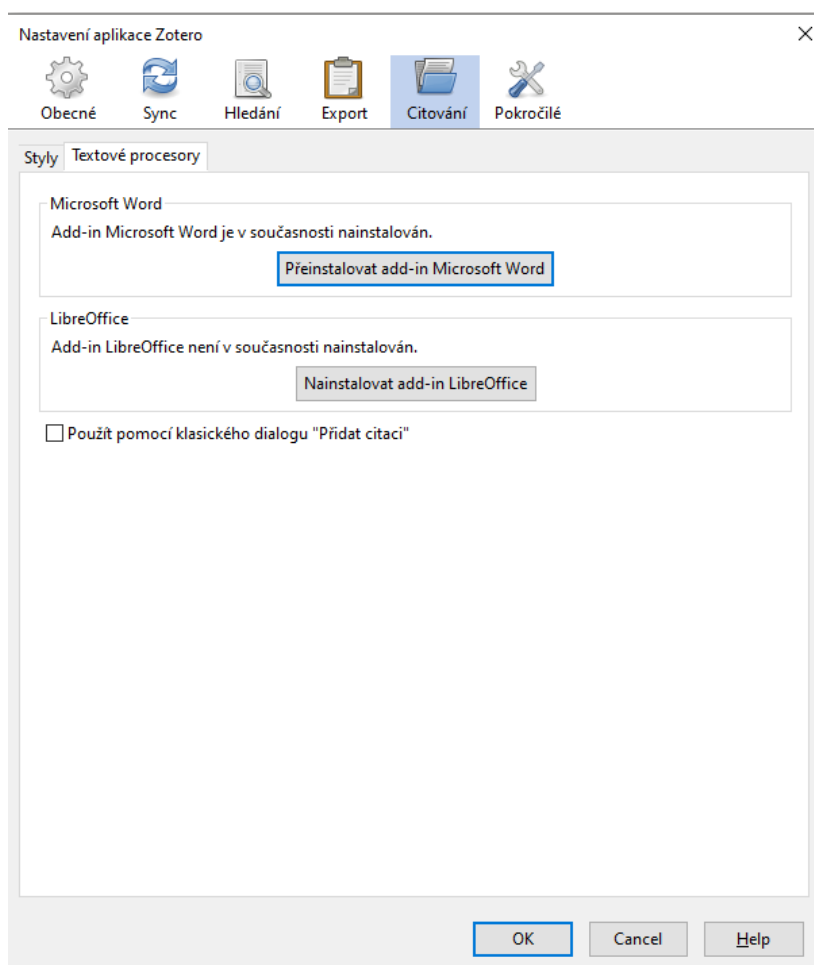 Nastavení aplikace Zotero
Obecné Sync Hledání Export Citování Pokročilé
Styly Textové procesory
Microsoft Word
Add-in Microsoft Word je v současnosti nainstalován.
Přeinstalovat add-in Microsoft Word
LibreOffice
Add-in LibreOffice není v současnosti nainstalován.
Nainstalovat add-in LibreOffice
Použít pomocí klasického dialogu "Přidat citaci"
OK Cancel Help